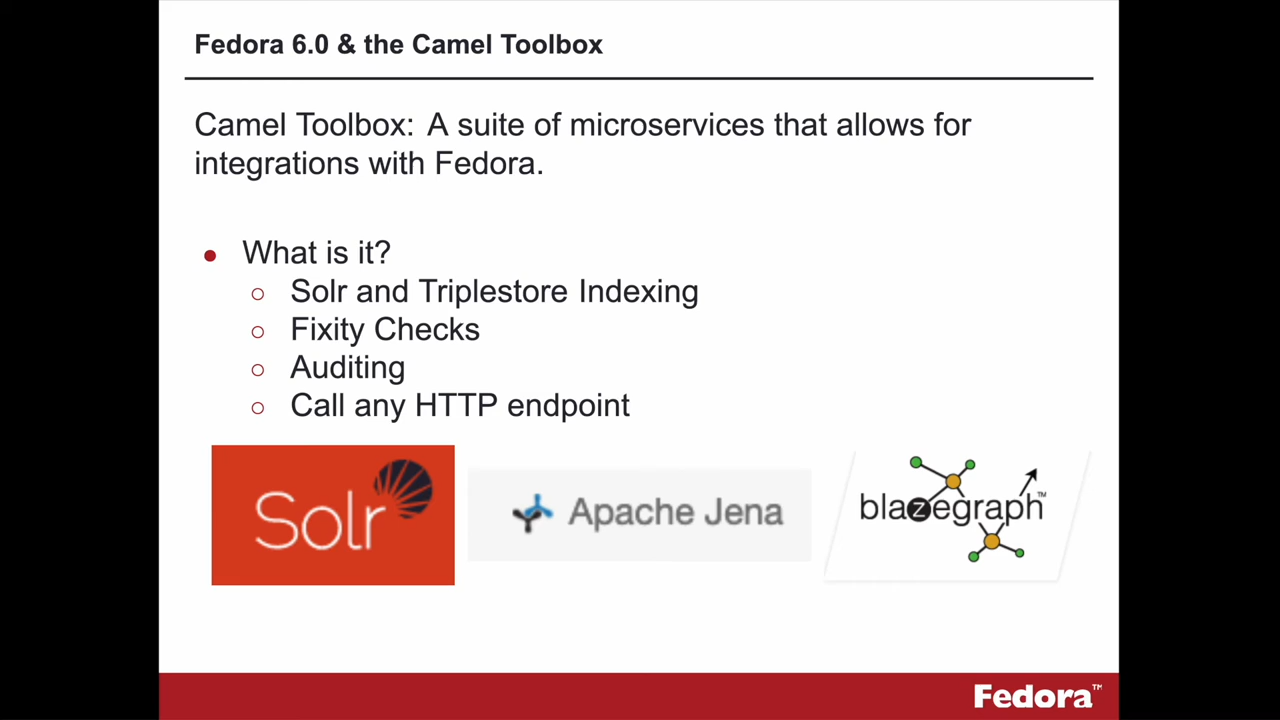 Fedora 6.0 & the Camel Toolbox
Camel Toolbox: A suite of microservices that allows for
integrations with Fedora.
● What is it?
○ Solr and Triplestore Indexing
○ Fixity Checks
○ Auditing
○ Call any HTTP endpoint
Solr
Apache Jena
blazegraph™
Fedora™